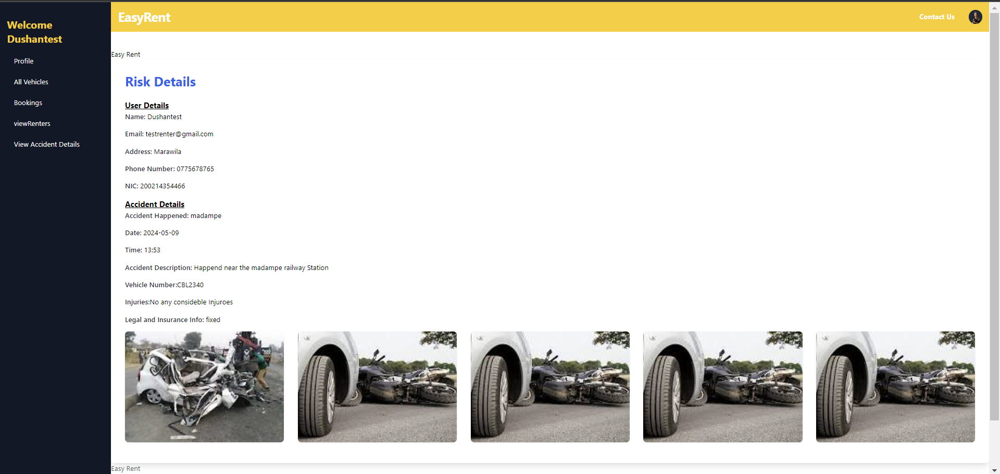 Welcome
Dushantest
Profile
All Vehicles
Bookings
viewRenters
View Accident Details
EasyRent
Contact Us
Easy Rent
Risk Details
User Details
Name: Dushantest
Email: testrenter@gmail.com
Address: Marawila
Phone Number: 0775678765
NIC: 200214354466
Accident Details
Accident Happened: madampe
Date: 2024-05-09
Time: 13:53
Accident Description: Happend near the madampe railway Station
Vehicle Number:CBL2340
Injuries:No any consideble Injuroes
Legal and Insurance Info: fixed
Easy Rent